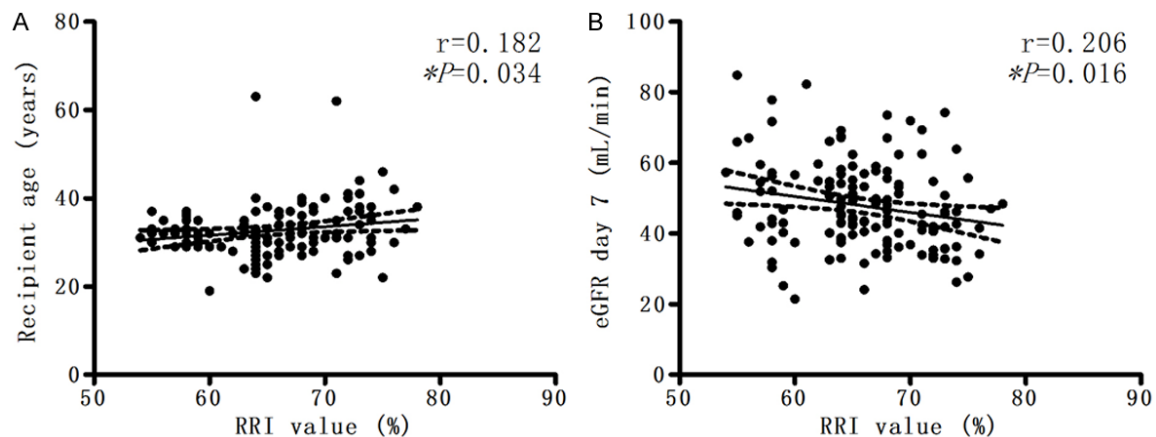 A
80
60
40
20
0
50 60 70 80 90
Recipient age (years)
RRI value (%)
r=0.182
*P=0.034
B
100
80
60
40
20
0
50 60 70 80 90
eGFR day 7 (mL/min)
RRI value (%)
r=0.206
*P=0.016